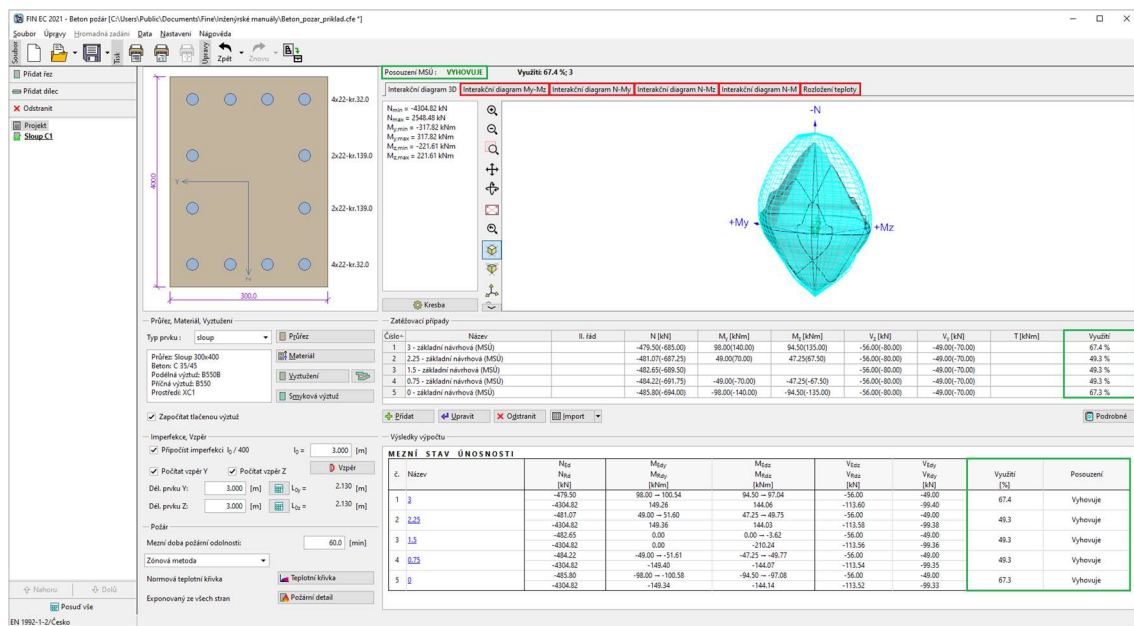 FIN EC 2021 - Beton požár [C:\Users\Public\Documents\Fine\Inženýrské manuály\Beton_pozar_priklad.cfe *]
Soubor Úpravy Hromadná zadání Data Nastavení Nápověda
Soubor Tisk Úpravy Zpět Znovu
Přidat řez
Přidat dílec
Odstranit
Projekt
Sloup C1
4x22-kr.32.0
2x22-kr.139.0
2x22-kr.139.0
4x22-kr.32.0
400.0
Y
Z
300.0
Posouzení MSÚ : VYHOVUJE Využití: 67.4 %; 3
Interakční diagram 3D Interakční diagram My-Mz Interakční diagram N-My Interakční diagram N-Mz Interakční diagram N-M Rozložení teploty
Nmin = -4304.82 kN
Nmax = 2548.48 kN
My,min = -317.82 kNm
My,max = 317.82 kNm
Mz,min = -221.61 kNm
Mz,max = 221.61 kNm
Kresba
-N
+My
+Mz
Průřez, Materiál, Vyztužení
Typ prvku : sloup Průřez
Materiál
Vyztužení
Smyková výztuž
Průřez: Sloup 300x400
Beton: C 35/45
Podélná výztuž: B550B
Příčná výztuž: B550
Prostředí: XC1
Započítat tlačenou výztuž
Imperfekce, Vzpěr
Připočíst imperfekci l0 / 400 l0 = 3.000 [m]
Počítat vzpěr Y Počítat vzpěr Z Vzpěr
Dél. prvku Y: 3.000 [m] L0y = 2.130 [m]
Dél. prvku Z: 3.000 [m] L0z = 2.130 [m]
Požár
Mezní doba požární odolnosti: 60.0 [min]
Zónová metoda
Normová teplotní křivka Teplotní křivka
Exponovaný ze všech stran Požární detail
Zatěžovací případy
Číslo Název II. řád N [kN] My [kNm] Mz [kNm] Vz [kN] Vy [kN] T [kNm] Využití
1 3 - základní návrhová (MSÚ) -479.50(-685.00) 98.00(140.00) 94.50(135.00) -56.00(-80.00) -49.00(-70.00) 67.4 %
2 2.25 - základní návrhová (MSÚ) -481.07(-687.25) 49.00(70.00) 47.25(67.50) -56.00(-80.00) -49.00(-70.00) 49.3 %
3 1.5 - základní návrhová (MSÚ) -482.65(-689.50) -56.00(-80.00) -49.00(-70.00) 49.3 %
4 0.75 - základní návrhová (MSÚ) -484.22(-691.75) -49.00(-70.00) -47.25(-67.50) -56.00(-80.00) -49.00(-70.00) 49.3 %
5 0 - základní návrhová (MSÚ) -485.80(-694.00) -98.00(-140.00) -94.50(-135.00) -56.00(-80.00) -49.00(-70.00) 67.3 %
Přidat Upravit Odstranit Import Podrobně
Výsledky výpočtu
MEZNÍ STAV ÚNOSNOSTI
č. Název NEd MEdy MEdz VEdz VEdy Využití Posouzení
NRd MRdy MRdz VRdz VRdy
[kN] [kNm] [kNm] [kN] [kN] [%]
1 3 -479.50 98.00 → 100.54 94.50 → 97.04 -56.00 -49.00 67.4 Vyhovuje
-4304.82 149.26 144.06 -113.60 -99.40
2 2.25 -481.07 49.00 → 51.60 47.25 → 49.75 -56.00 -49.00 49.3 Vyhovuje
-4304.82 149.36 144.03 -113.58 -99.38
3 1.5 -482.65 0.00 0.00 → -3.62 -56.00 -49.00 49.3 Vyhovuje
-4304.82 0.00 -210.24 -113.56 -99.36
4 0.75 -484.22 -49.00 → -51.61 -47.25 → -49.77 -56.00 -49.00 49.3 Vyhovuje
-4304.82 -149.40 -144.07 -113.54 -99.35
5 0 -485.80 -98.00 → -100.58 -94.50 → -97.08 -56.00 -49.00 67.3 Vyhovuje
-4304.82 -149.34 -144.14 -113.52 -99.33
Nahoru Dolů
Posuď vše
EN 1992-1-2/Česko